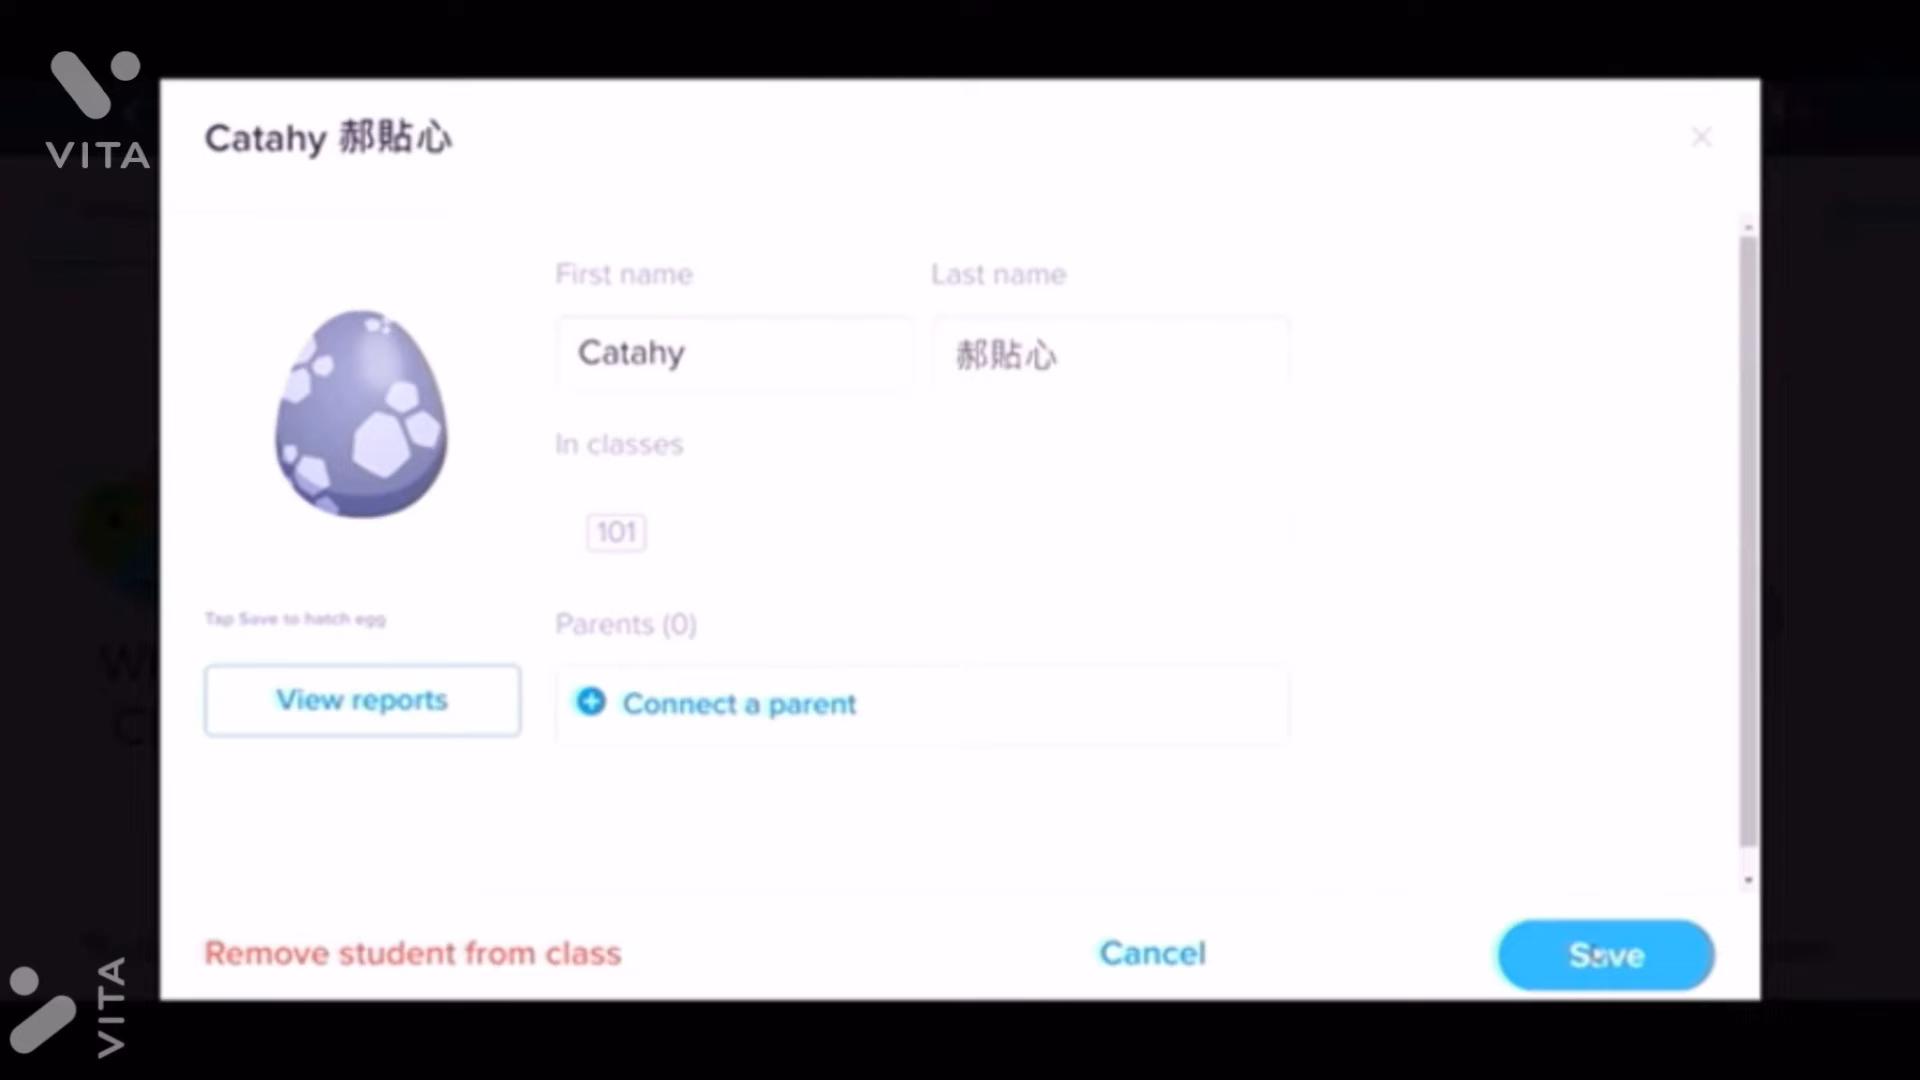 VITA
Catahy 郝貼心
First name
Last name
Catahy
郝貼心
In classes
101
Tap Save to hatch egg
Parents (0)
View reports
Connect a parent
Remove student from class
Cancel
Save
VITA